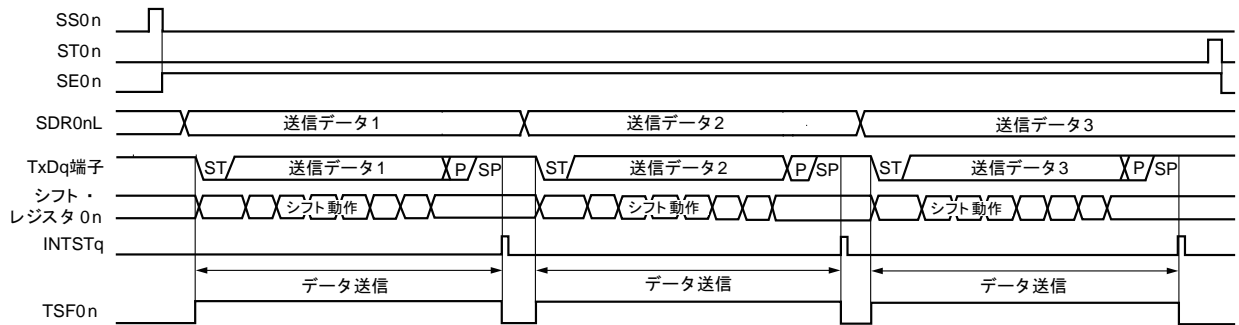 SS0n
ST0n
SE0n
SDR0nL 送信データ1 送信データ2 送信データ3
TxDq端子 ST 送信データ1 P SP ST 送信データ2 P SP ST 送信データ3 P SP
シフト・
レジスタ0n シフト動作 シフト動作 シフト動作
INTSTq
データ送信 データ送信 データ送信
TSF0n